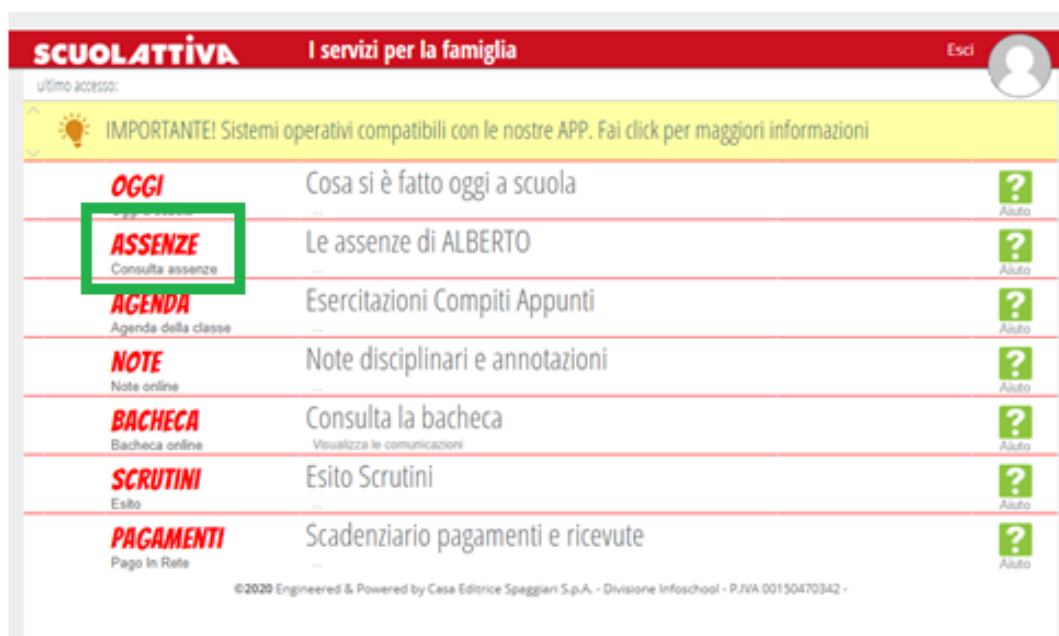 SCUOLATTIVA I servizi per la famiglia Esci
ultimo accesso:
IMPORTANTE! Sistemi operativi compatibili con le nostre APP. Fai click per maggiori informazioni
OGGI Cosa si è fatto oggi a scuola
Aiuto
ASSENZE Le assenze di ALBERTO
Consulta assenze ... Aiuto
AGENDA Esercitazioni Compiti Appunti
Agenda della classe ... Aiuto
NOTE Note disciplinari e annotazioni
Note online ... Aiuto
BACHECA Consulta la bacheca
Bacheca online Visualizza le comunicazioni Aiuto
SCRUTINI Esito Scrutini
Esito ... Aiuto
PAGAMENTI Scadenziario pagamenti e ricevute
Pago In Rete ... Aiuto
©2020 Engineered & Powered by Casa Editrice Spaggiari S.p.A. - Divisione Infoschool - P.IVA 00150470342 -